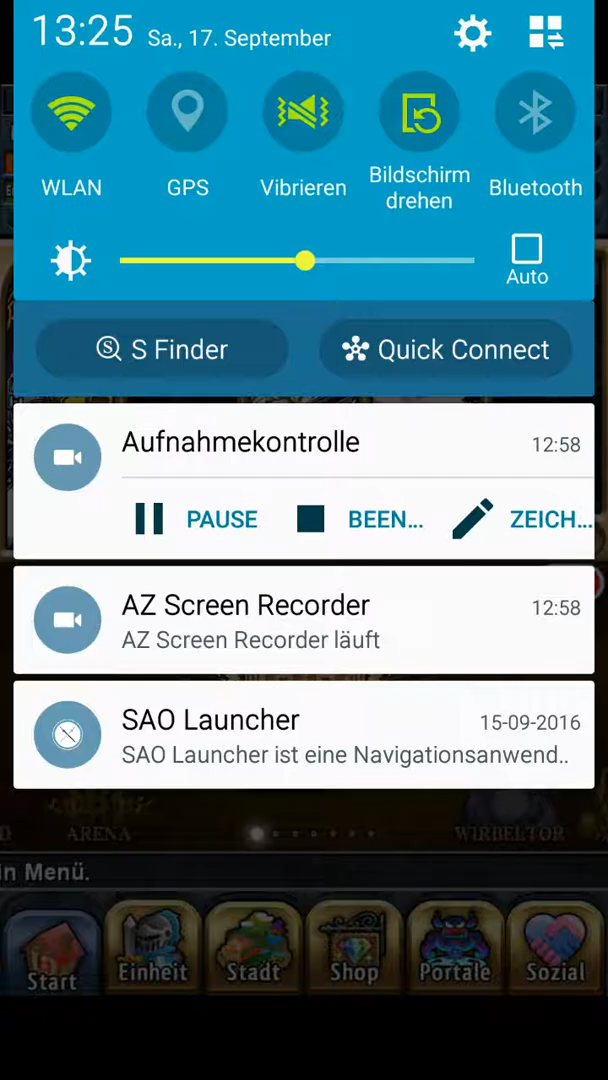 13:25 Sa., 17. September
WLAN GPS Vibrieren Bildschirm drehen Bluetooth
Auto
S Finder Quick Connect
Aufnahmekontrolle 12:58
PAUSE BEEN... ZEICH...
AZ Screen Recorder 12:58
AZ Screen Recorder läuft
SAO Launcher 15-09-2016
SAO Launcher ist eine Navigationsanwend..
ARENA WIRBELTOR
in Menü.
Start Einheit Stadt Shop Portale Sozial